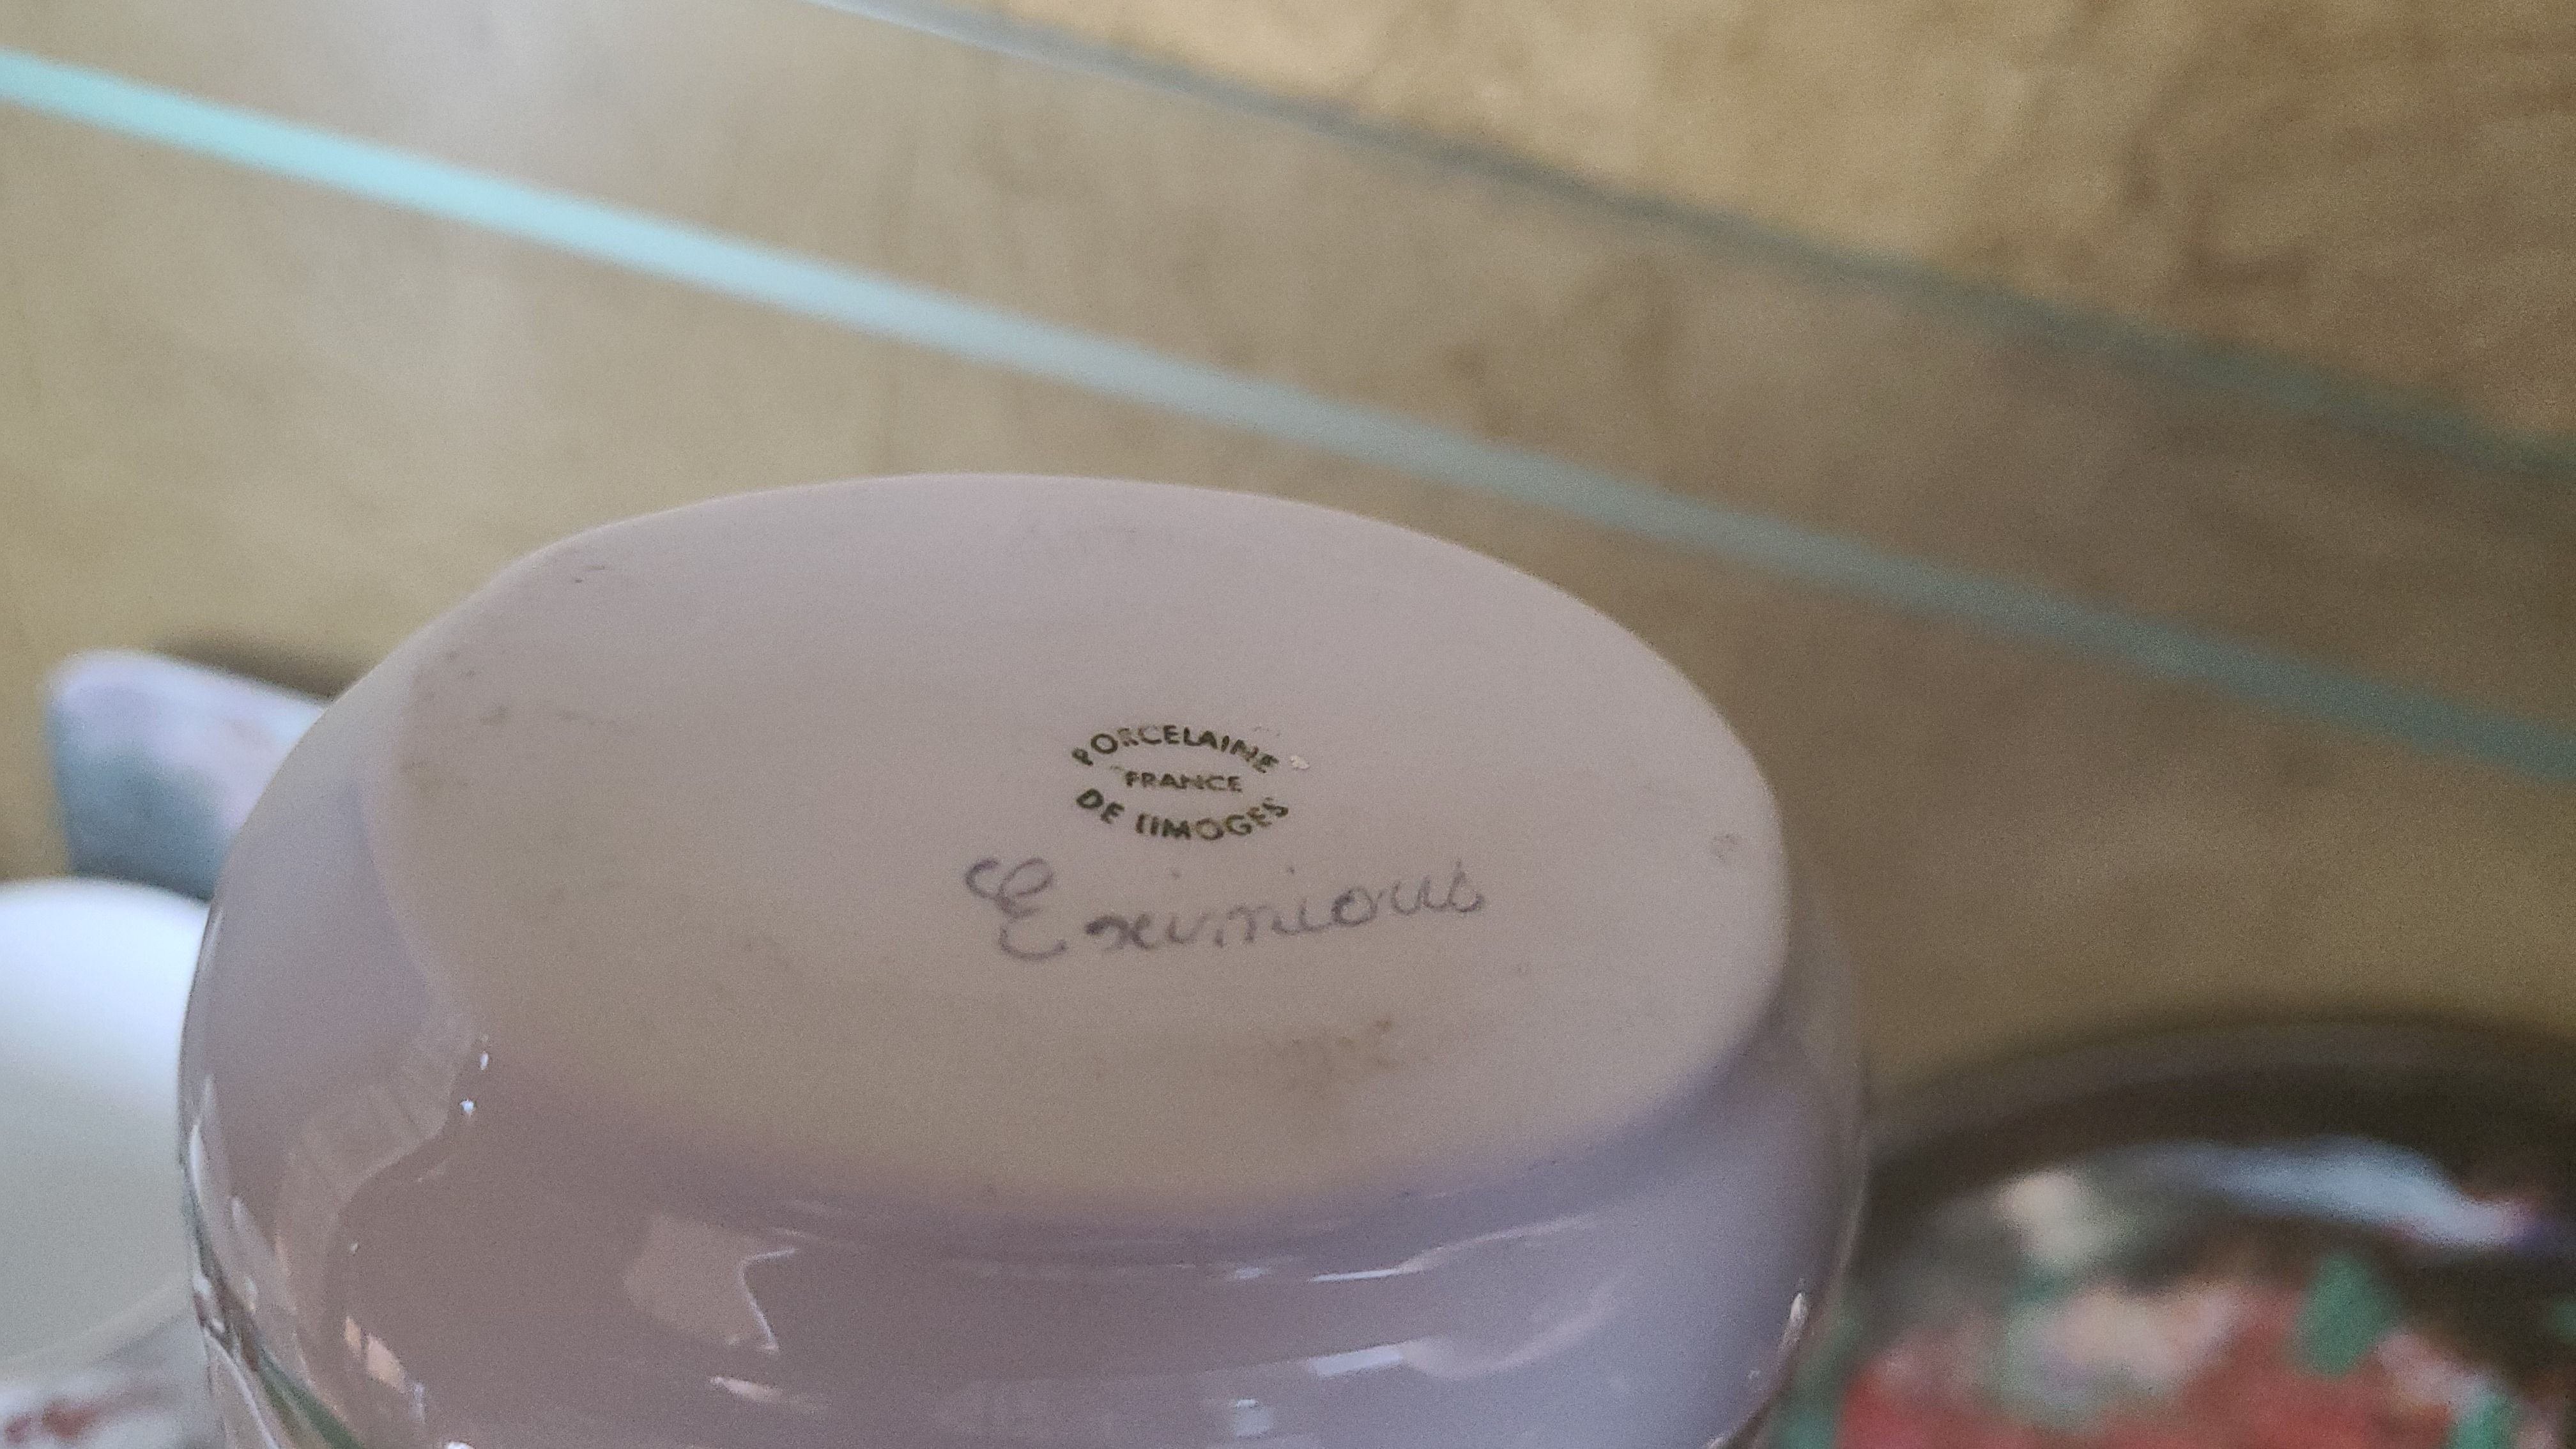 PORCELAINE
FRANCE
DE LIMOGES
Eximious